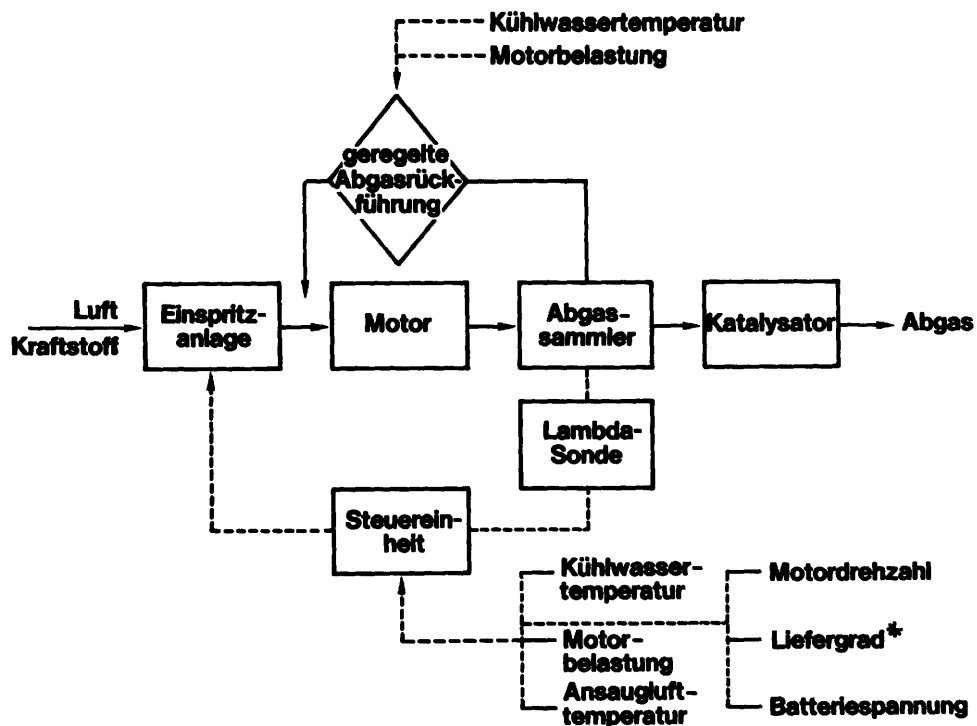 Kühlwassertemperatur
Motorbelastung
geregelte
Abgasrück-
führung
Luft
Kraftstoff
Einspritz-
anlage
Motor
Abgas-
sammler
Katalysator
Abgas
Lambda-
Sonde
Steuerein-
heit
Kühlwasser-
temperatur
Motor-
belastung
Ansaugluft-
temperatur
Motordrehzahl
Liefergrad*
Batteriespannung